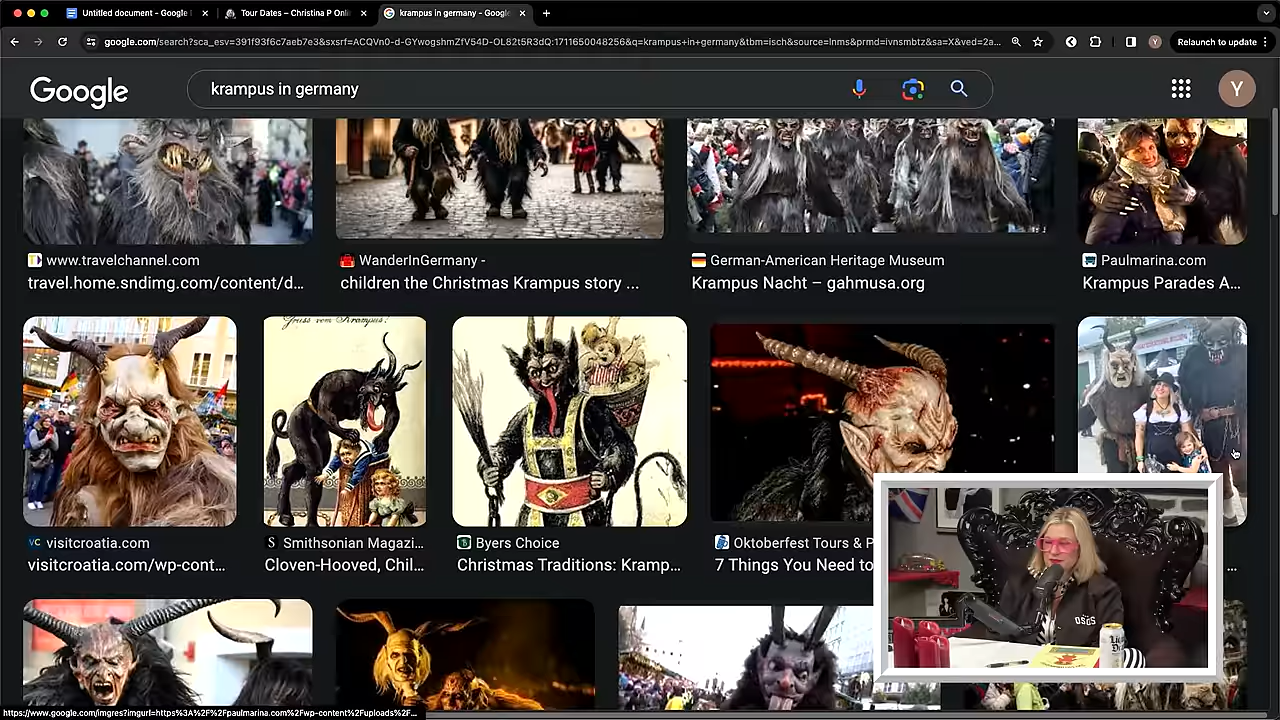 Untitled document - Google
Tour Dates – Christina P Onli
krampus in germany - Google
google.com/search?sca_esv=391f93f6c7aeb7e3&sxsrf=ACQVn0-d-GYwogshmZfV54D-OL82t5R3dQ:1711650048256&q=krampus+in+germany&tbm=isch&source=lnms&prmd=ivnsmbtz&sa=X&ved=2a...
Y
Relaunch to update
Google
krampus in germany
Y
www.travelchannel.com
travel.home.sndimg.com/content/d...
WanderInGermany -
children the Christmas Krampus story ...
German-American Heritage Museum
Krampus Nacht – gahmusa.org
Paulmarina.com
Krampus Parades A...
Gruss vom Krampus!
VC visitcroatia.com
visitcroatia.com/wp-cont...
S Smithsonian Magazi...
Cloven-Hooved, Chil...
Byers Choice
Christmas Traditions: Kramp...
Oktoberfest Tours & P
7 Things You Need to
...
https://www.google.com/imgres?imgurl=https%3A%2F%2Fpaulmarina.com%2Fwp-content%2Fuploads%2F...